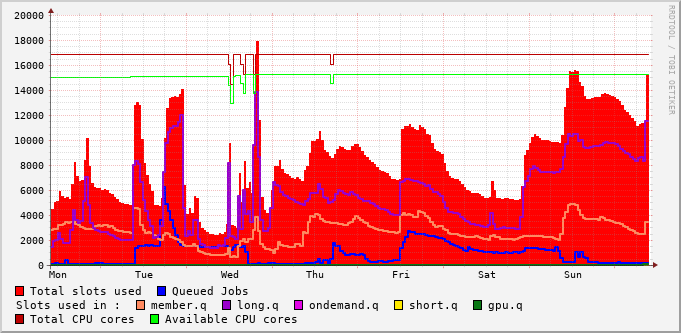 20000
18000
16000
14000
12000
10000
8000
6000
4000
2000
0
Mon Tue Wed Thu Fri Sat Sun
RRDTOOL / TOBI OETIKER
Total slots used Queued Jobs
Slots used in : member.q long.q ondemand.q short.q gpu.q
Total CPU cores Available CPU cores